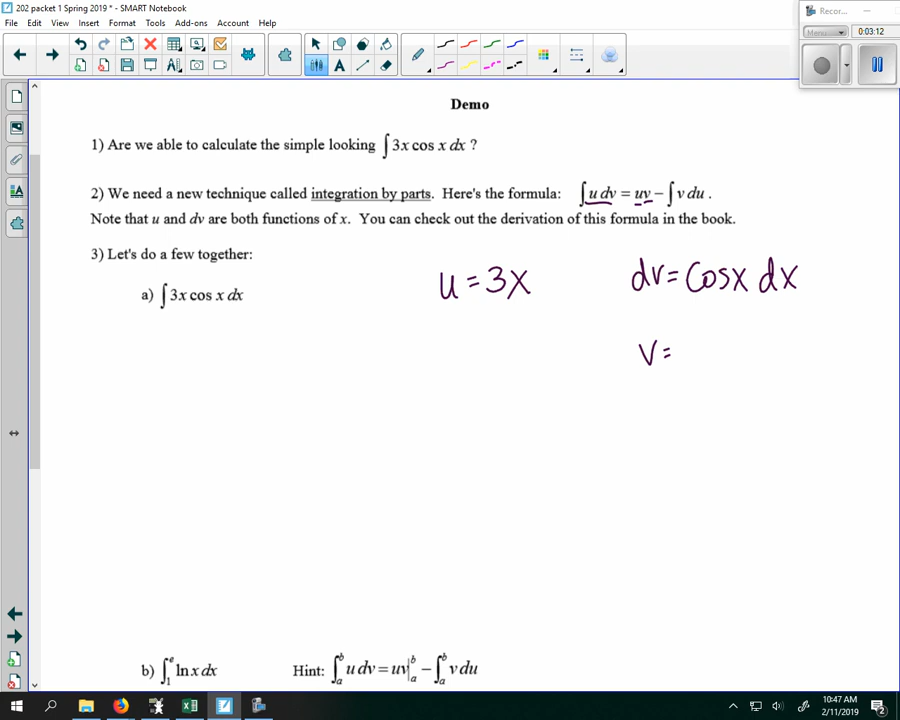 202 packet 1 Spring 2019 * - SMART Notebook
Recor...
File Edit View Insert Format Tools Add-ons Account Help
Menu 0:03:12
Demo
1) Are we able to calculate the simple looking ∫ 3x cos x dx ?
2) We need a new technique called integration by parts. Here's the formula: ∫ u dv = uv − ∫ v du .
Note that u and dv are both functions of x. You can check out the derivation of this formula in the book.
3) Let's do a few together:
a) ∫ 3x cos x dx
u = 3x dv = cosx dx
v =
b) ∫₁ᵉ ln x dx Hint: ∫ₐᵇ u dv = uv|ₐᵇ − ∫ₐᵇ v du
10:47 AM
2/11/2019
2